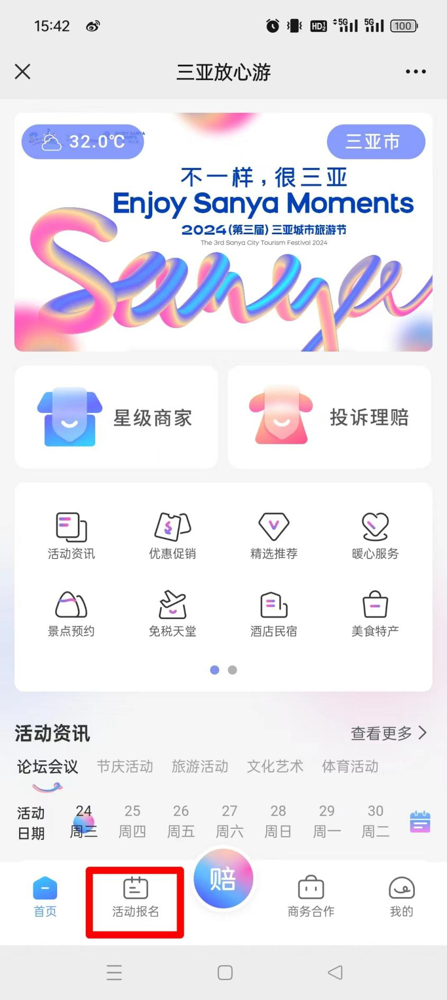 15:42
HD 1 2 5G 5G 100
三亚放心游
32.0℃
三亚市
不一样，很三亚
Enjoy Sanya Moments
2024(第三届)三亚城市旅游节
The 3rd Sanya City Tourism Festival 2024
星级商家 投诉理赔
活动资讯 优惠促销 精选推荐 暖心服务
景点预约 免税天堂 酒店民宿 美食特产
活动资讯 查看更多
论坛会议 节庆活动 旅游活动 文化艺术 体育活动
活动日期
24 25 26 27 28 29 30
周三 周四 周五 周六 周日 周一 周二
赔
首页 活动报名 商务合作 我的